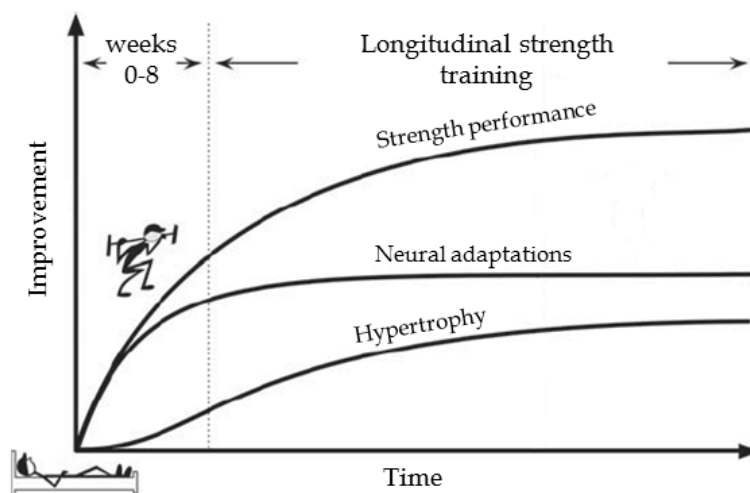 weeks
0-8
Longitudinal strength
training
Strength performance
Neural adaptations
Hypertrophy
Improvement
Time